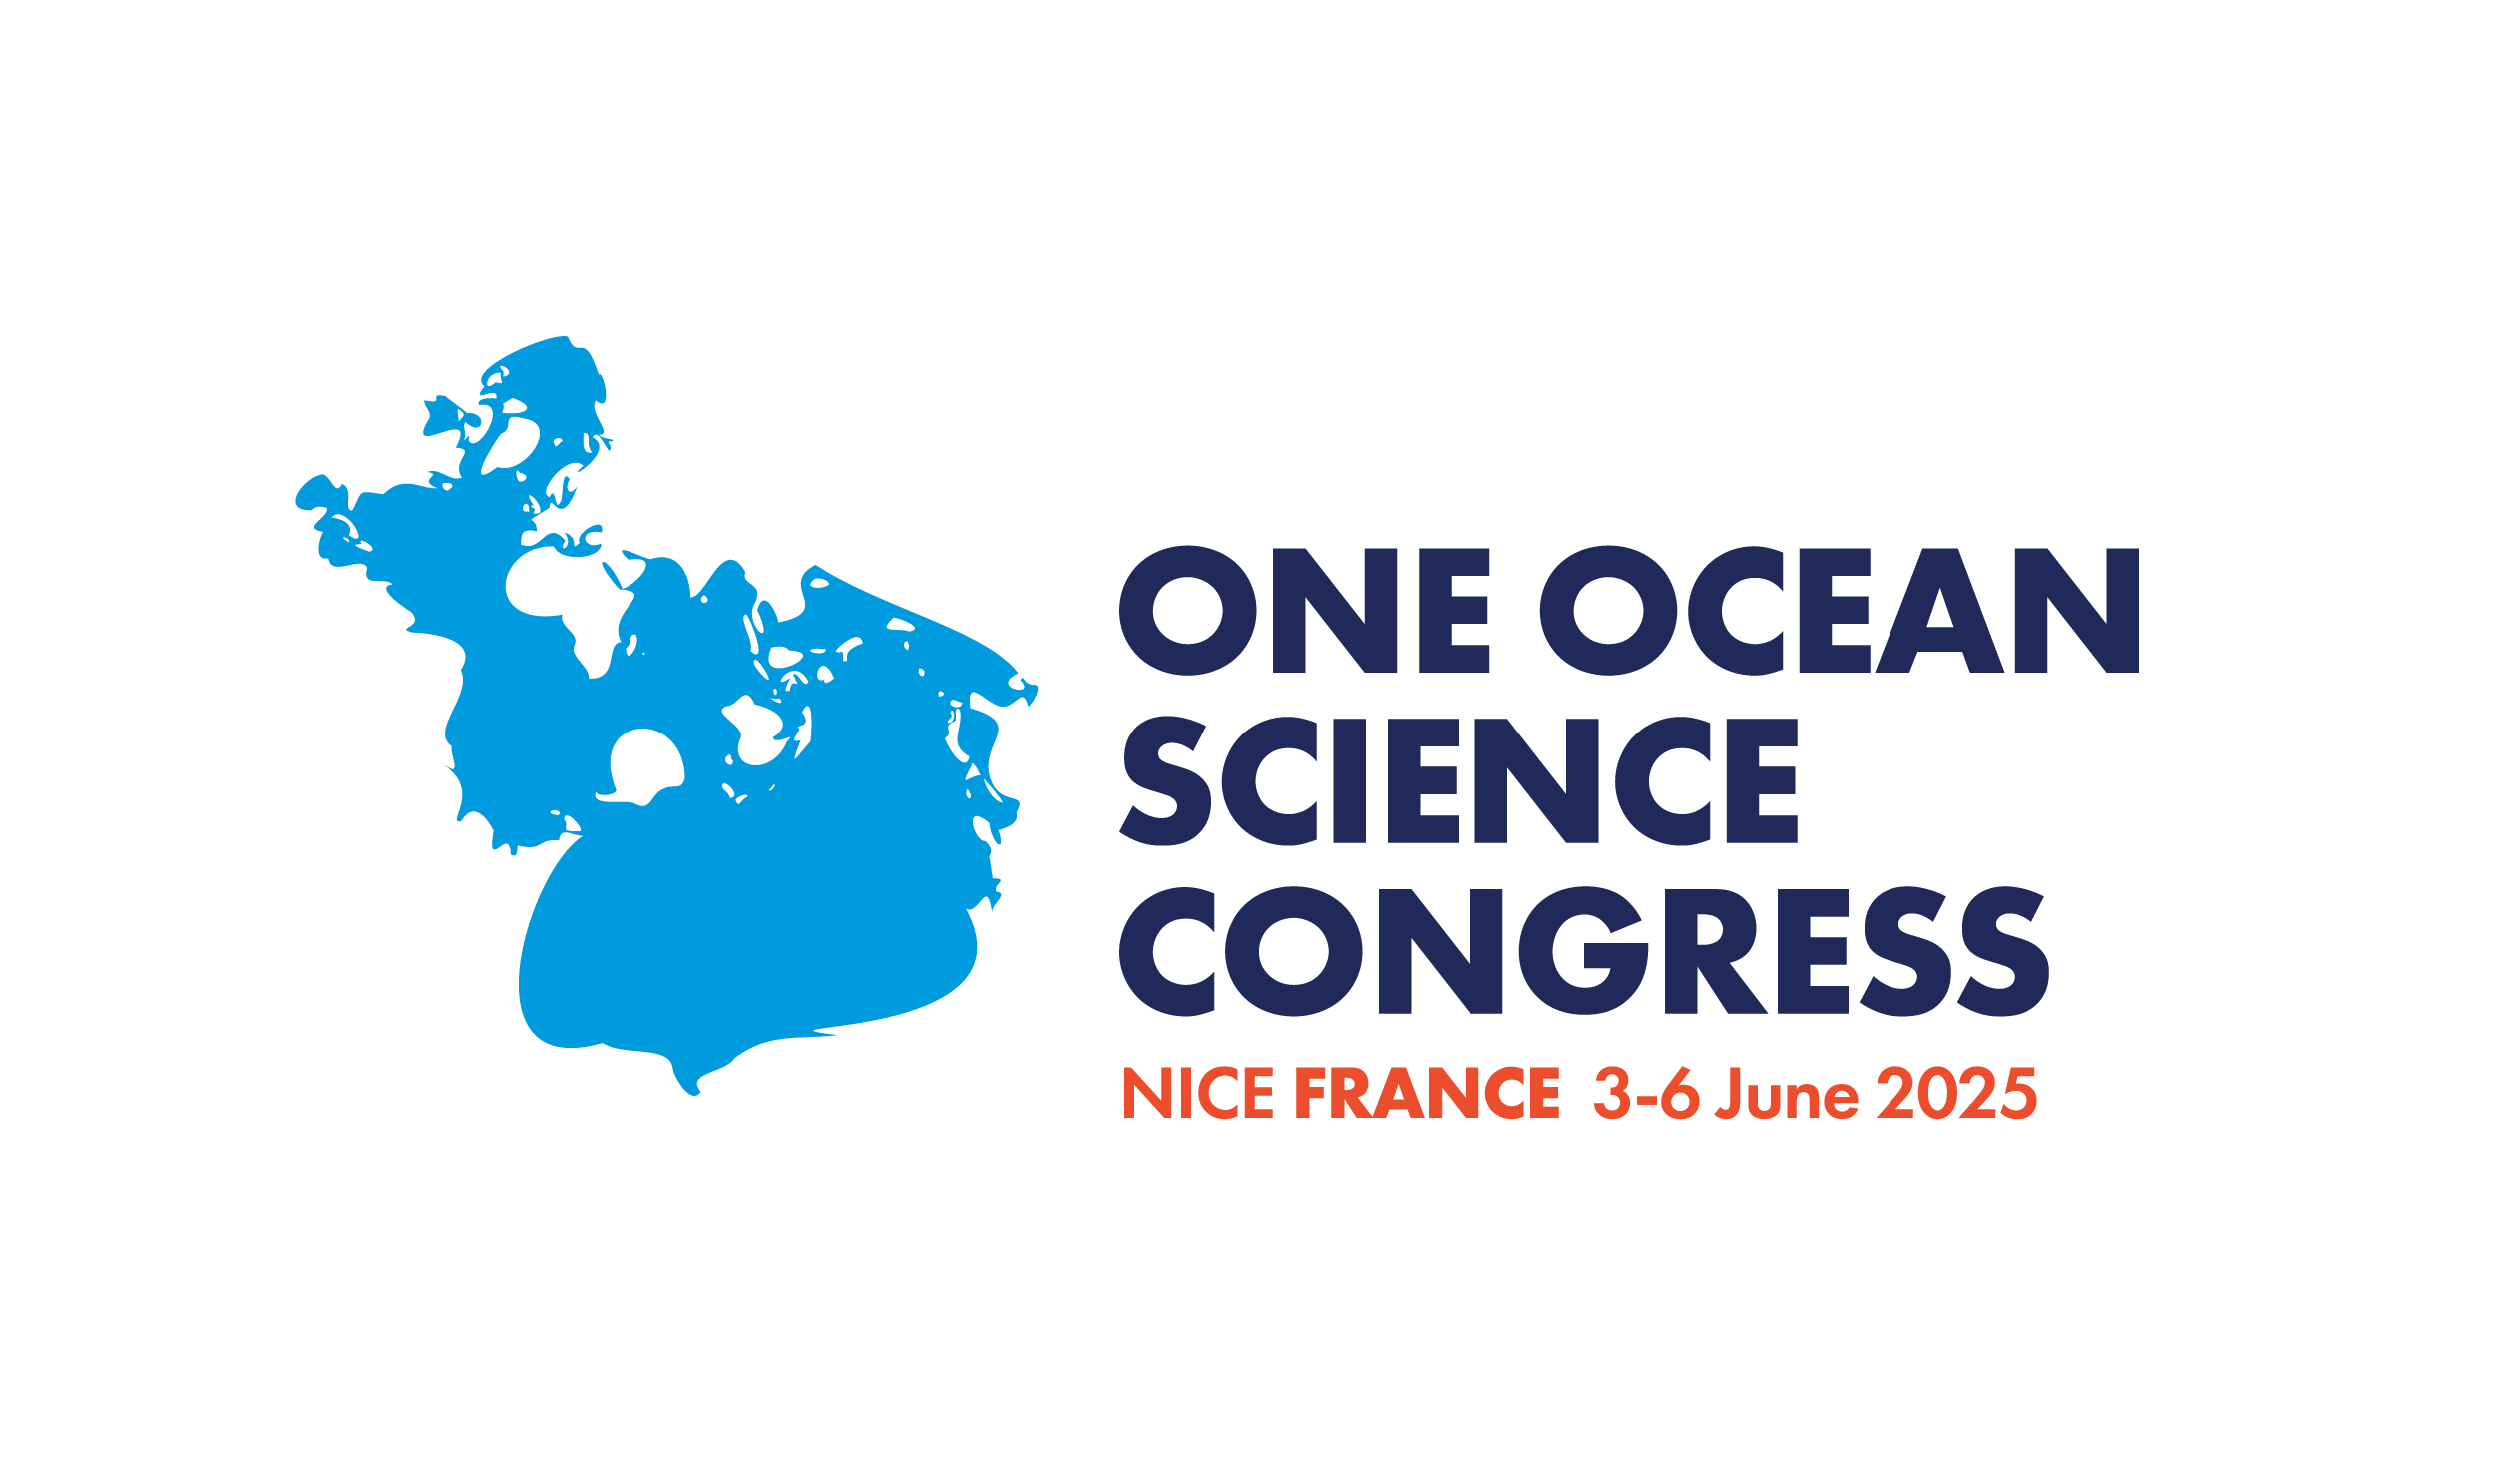 ONE OCEAN
SCIENCE
CONGRESS
NICE FRANCE 3-6 June 2025